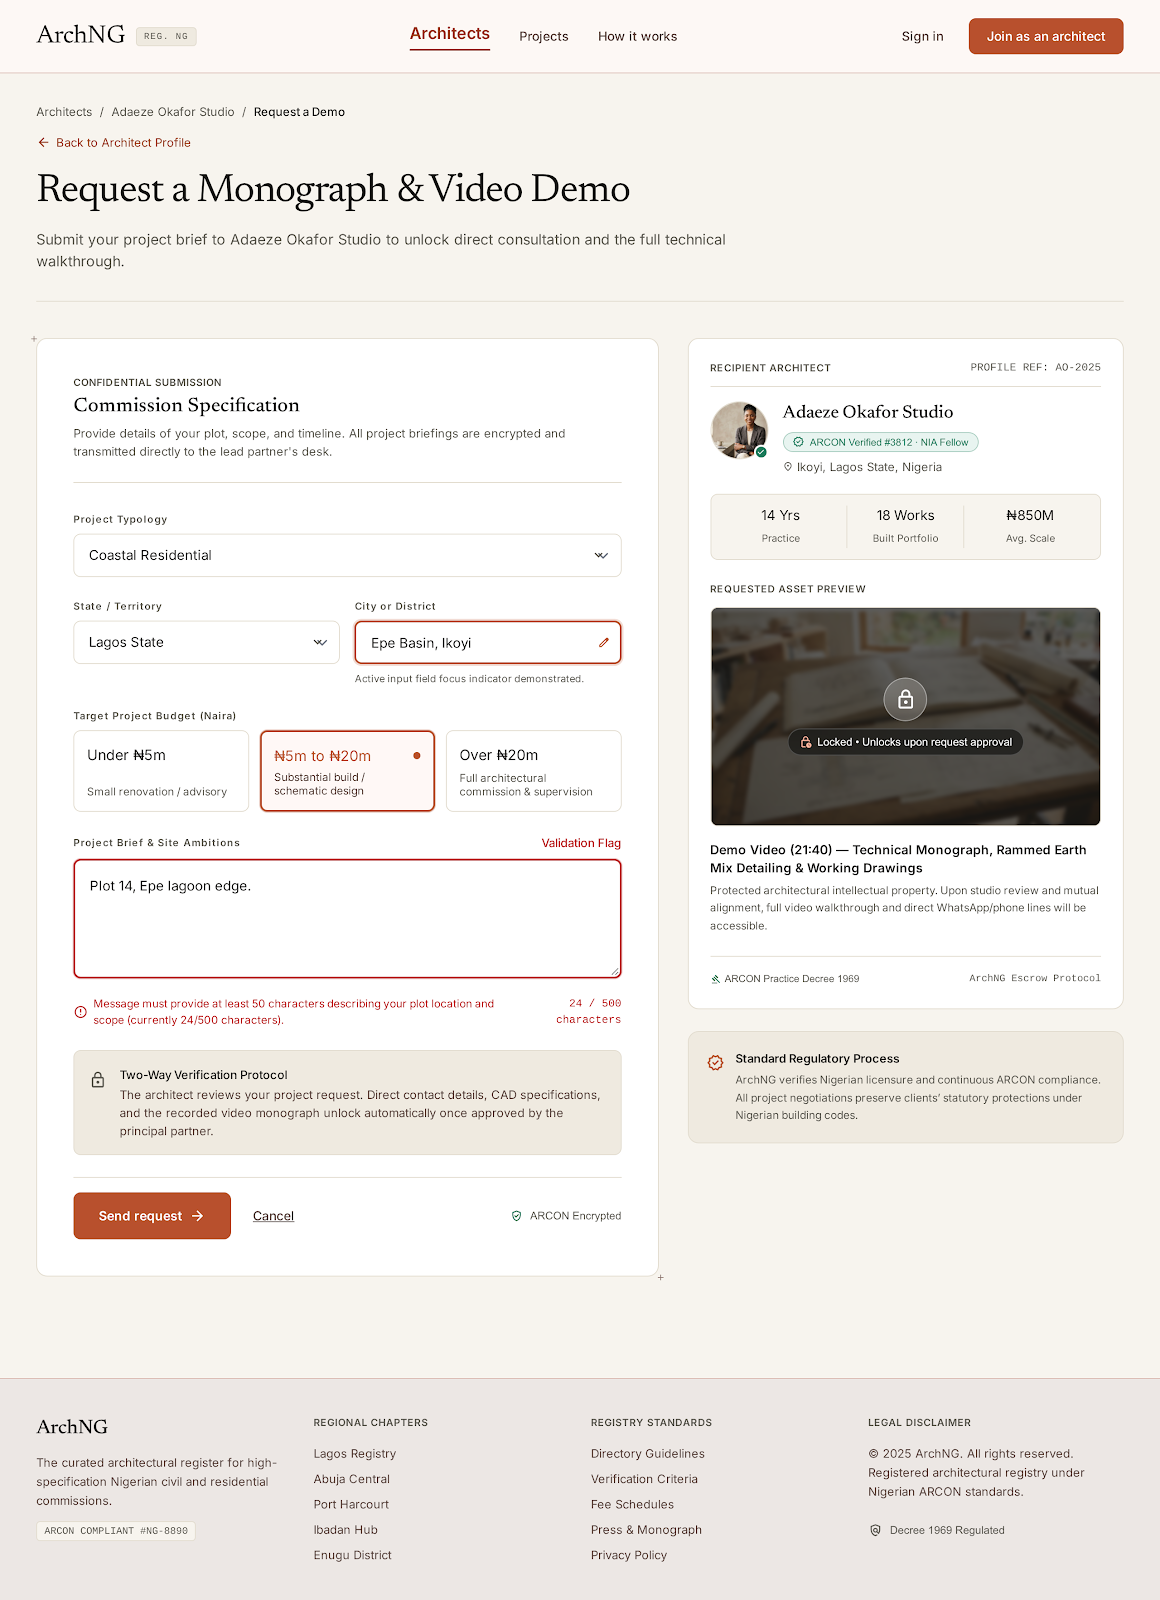 ArchNG
REG. NG
Architects
Projects
How it works
Sign in
Join as an architect
Architects / Adaeze Okafor Studio / Request a Demo
Back to Architect Profile
Request a Monograph & Video Demo
Submit your project brief to Adaeze Okafor Studio to unlock direct consultation and the full technical
walkthrough.
CONFIDENTIAL SUBMISSION
Commission Specification
Provide details of your plot, scope, and timeline. All project briefings are encrypted and
transmitted directly to the lead partner's desk.
Project Typology
Coastal Residential
State / Territory
Lagos State
City or District
Epe Basin, Ikoyi
Active input field focus indicator demonstrated.
Target Project Budget (Naira)
Under ₦5m
Small renovation / advisory
₦5m to ₦20m
Substantial build /
schematic design
Over ₦20m
Full architectural
commission & supervision
Project Brief & Site Ambitions
Validation Flag
Plot 14, Epe lagoon edge.
Message must provide at least 50 characters describing your plot location and
scope (currently 24/500 characters).
24 / 500
characters
Two-Way Verification Protocol
The architect reviews your project request. Direct contact details, CAD specifications,
and the recorded video monograph unlock automatically once approved by the
principal partner.
Send request
Cancel
ARCON Encrypted
RECIPIENT ARCHITECT
PROFILE REF: AO-2025
Adaeze Okafor Studio
ARCON Verified #3812 · NIA Fellow
Ikoyi, Lagos State, Nigeria
14 Yrs
Practice
18 Works
Built Portfolio
₦850M
Avg. Scale
REQUESTED ASSET PREVIEW
Locked • Unlocks upon request approval
Demo Video (21:40) — Technical Monograph, Rammed Earth
Mix Detailing & Working Drawings
Protected architectural intellectual property. Upon studio review and mutual
alignment, full video walkthrough and direct WhatsApp/phone lines will be
accessible.
ARCON Practice Decree 1969
ArchNG Escrow Protocol
Standard Regulatory Process
ArchNG verifies Nigerian licensure and continuous ARCON compliance.
All project negotiations preserve clients' statutory protections under
Nigerian building codes.
ArchNG
The curated architectural register for high-
specification Nigerian civil and residential
commissions.
ARCON COMPLIANT #NG-8890
REGIONAL CHAPTERS
Lagos Registry
Abuja Central
Port Harcourt
Ibadan Hub
Enugu District
REGISTRY STANDARDS
Directory Guidelines
Verification Criteria
Fee Schedules
Press & Monograph
Privacy Policy
LEGAL DISCLAIMER
© 2025 ArchNG. All rights reserved.
Registered architectural registry under
Nigerian ARCON standards.
Decree 1969 Regulated